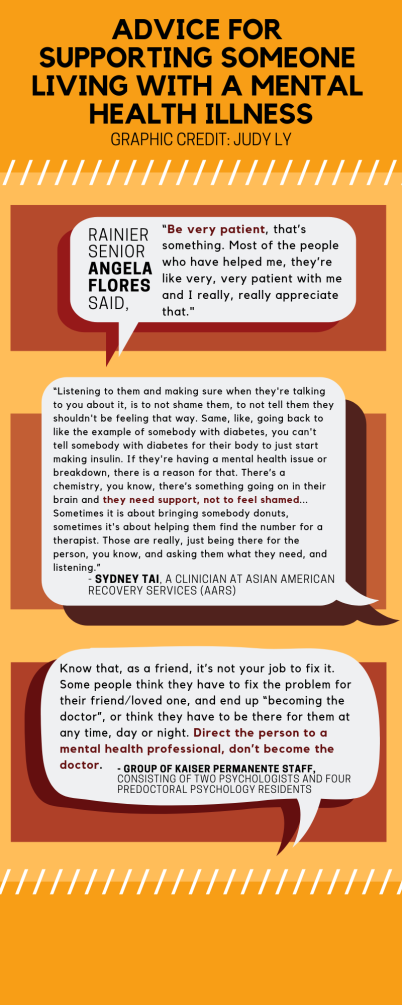 ADVICE FOR
SUPPORTING SOMEONE
LIVING WITH A MENTAL
HEALTH ILLNESS
GRAPHIC CREDIT: JUDY LY
RAINIER
SENIOR
ANGELA
FLORES
SAID,
"Be very patient, that's
something. Most of the people
who have helped me, they're
like very, very patient with me
and I really, really appreciate
that."
"Listening to them and making sure when they're talking
to you about it, is to not shame them, to not tell them they
shouldn't be feeling that way. Same, like, going back to
like the example of somebody with diabetes, you can't
tell somebody with diabetes for their body to just start
making insulin. If they're having a mental health issue or
breakdown, there is a reason for that. There's a
chemistry, you know, there's something going on in their
brain and they need support, not to feel shamed...
Sometimes it is about bringing somebody donuts,
sometimes it's about helping them find the number for a
therapist. Those are really, just being there for the
person, you know, and asking them what they need, and
listening."
- SYDNEY TAI, A CLINICIAN AT ASIAN AMERICAN
RECOVERY SERVICES (AARS)
Know that, as a friend, it's not your job to fix it.
Some people think they have to fix the problem for
their friend/loved one, and end up "becoming the
doctor", or think they have to be there for them at
any time, day or night. Direct the person to a
mental health professional, don't become the
doctor.
- GROUP OF KAISER PERMANENTE STAFF,
CONSISTING OF TWO PSYCHOLOGISTS AND FOUR
PREDOCTORAL PSYCHOLOGY RESIDENTS